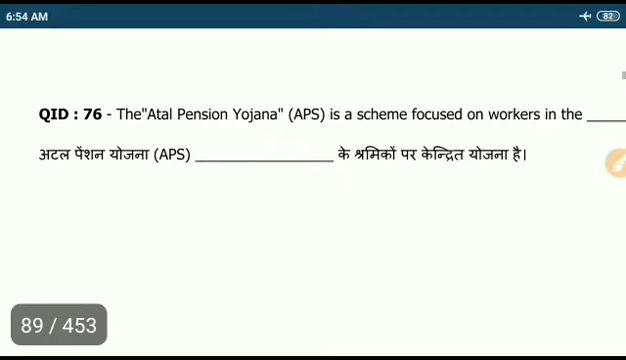 6:54 AM
82
QID : 76 - The"Atal Pension Yojana" (APS) is a scheme focused on workers in the ______
अटल पेंशन योजना (APS) __________________ के श्रमिकों पर केन्द्रित योजना है।
89 / 453